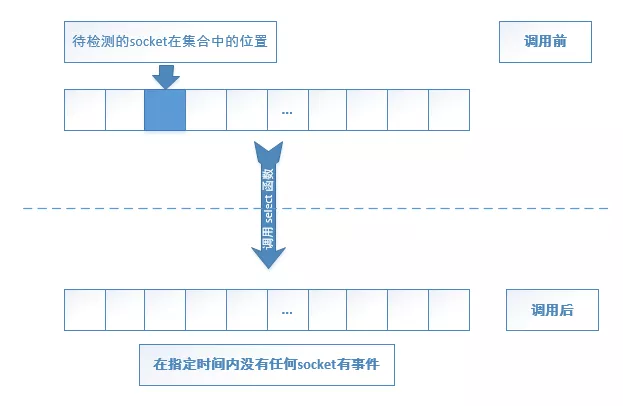 待检测的socket在集合中的位置
调用前
...
调用 select 函数
...
调用后
在指定时间内没有任何socket有事件